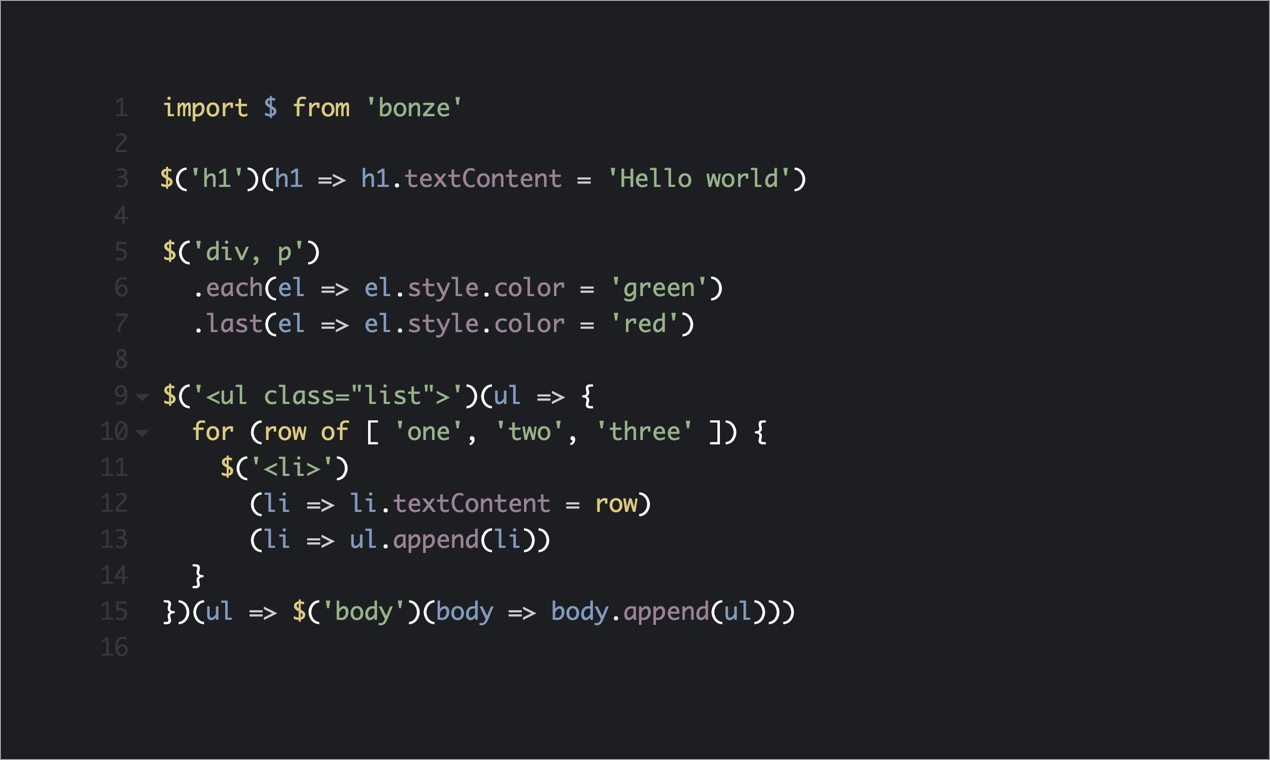 1 import $ from 'bonze'
2
3 $('h1')(h1 => h1.textContent = 'Hello world')
4
5 $('div, p')
6   .each(el => el.style.color = 'green')
7   .last(el => el.style.color = 'red')
8
9 $('<ul class="list">')(ul => {
10   for (row of [ 'one', 'two', 'three' ]) {
11     $('<li>')
12       (li => li.textContent = row)
13       (li => ul.append(li))
14   }
15 })(ul => $('body')(body => body.append(ul)))
16